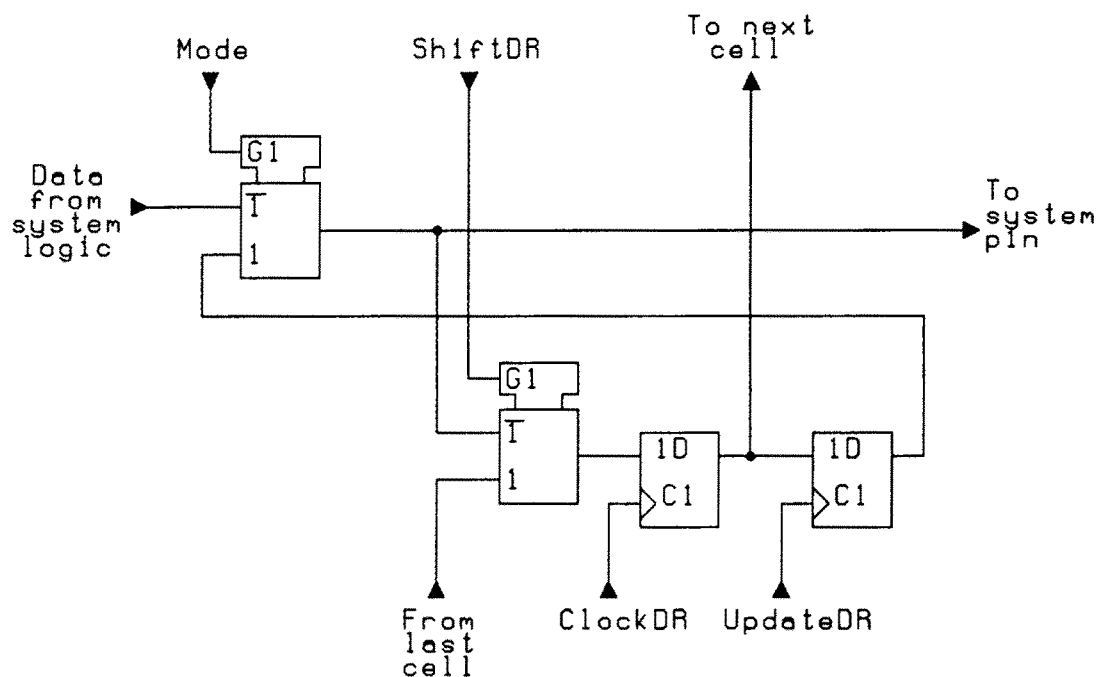 To next
cell
Mode
ShiftDR
G1
Data
from
system
logic
1
1
To
system
pin
G1
1
1
1D
C1
1D
C1
From
last
cell
ClockDR
UpdateDR